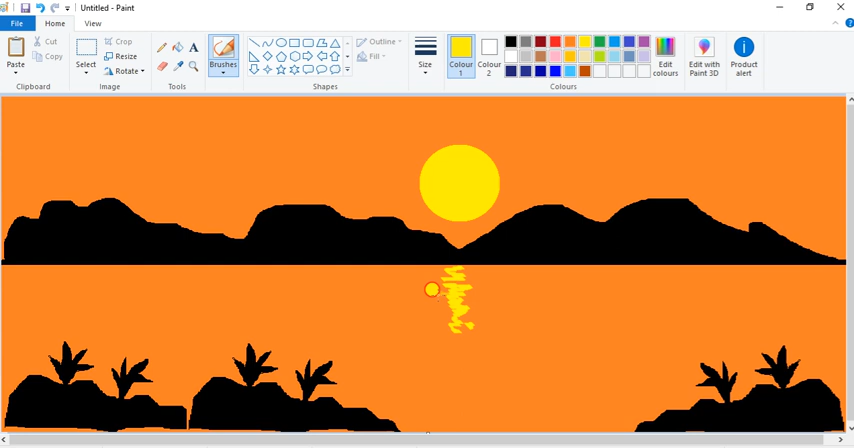 Untitled - Paint
File Home View
Paste
Cut
Copy
Clipboard
Select
Crop
Resize
Rotate
Image
A
Tools
Brushes
Outline
Fill
Shapes
Size
Colour 1
Colour 2
Edit colours
Colours
Edit with Paint 3D
Product alert